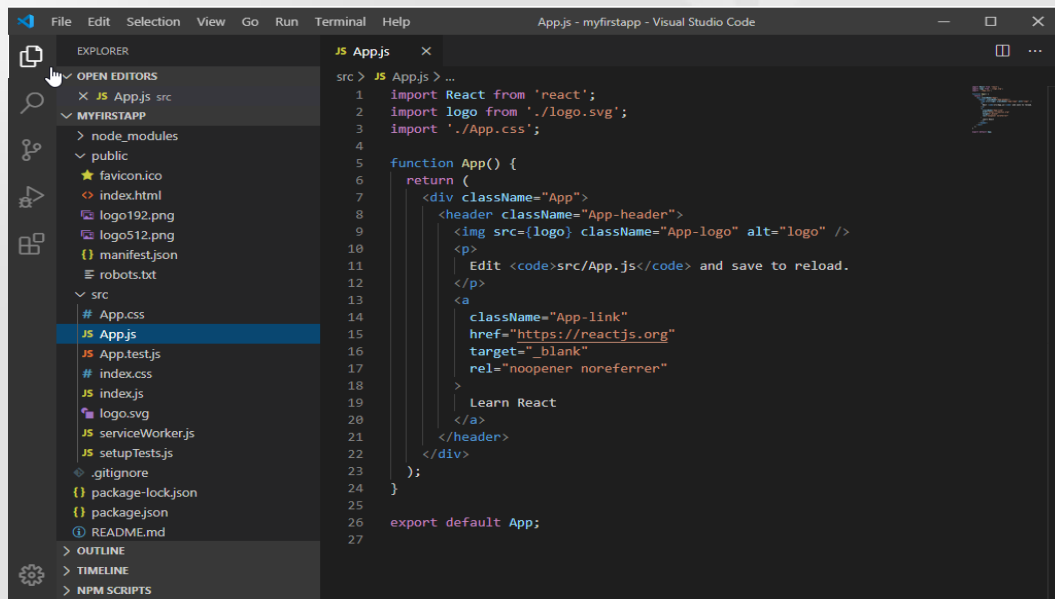 File Edit Selection View Go Run Terminal Help App.js - myfirstapp - Visual Studio Code
EXPLORER
OPEN EDITORS
JS App.js src
MYFIRSTAPP
node_modules
public
favicon.ico
<> index.html
logo192.png
logo512.png
{} manifest.json
robots.txt
src
# App.css
JS App.js
JS App.test.js
# index.css
JS index.js
logo.svg
JS serviceWorker.js
JS setupTests.js
.gitignore
{} package-lock.json
{} package.json
README.md
OUTLINE
TIMELINE
NPM SCRIPTS
JS App.js
src > JS App.js > ...
1 import React from 'react';
2 import logo from './logo.svg';
3 import './App.css';
4
5 function App() {
6 return (
7 <div className="App">
8 <header className="App-header">
9 <img src={logo} className="App-logo" alt="logo" />
10 <p>
11 Edit <code>src/App.js</code> and save to reload.
12 </p>
13 <a
14 className="App-link"
15 href="https://reactjs.org"
16 target="_blank"
17 rel="noopener noreferrer"
18 >
19 Learn React
20 </a>
21 </header>
22 </div>
23 );
24 }
25
26 export default App;
27